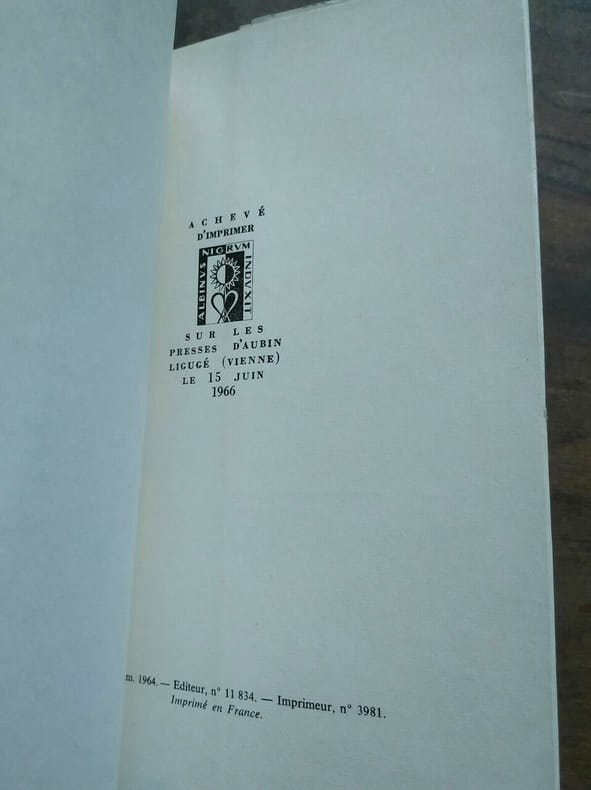 ACHEVÉ
D'IMPRIMER
ALBINVS NIGRVM INDVXIT
SUR LES
PRESSES D'AUBIN
LIGUGÉ (VIENNE)
LE 15 JUIN
1966
m. 1964. — Editeur, n° 11 834. — Imprimeur, n° 3981.
Imprimé en France.